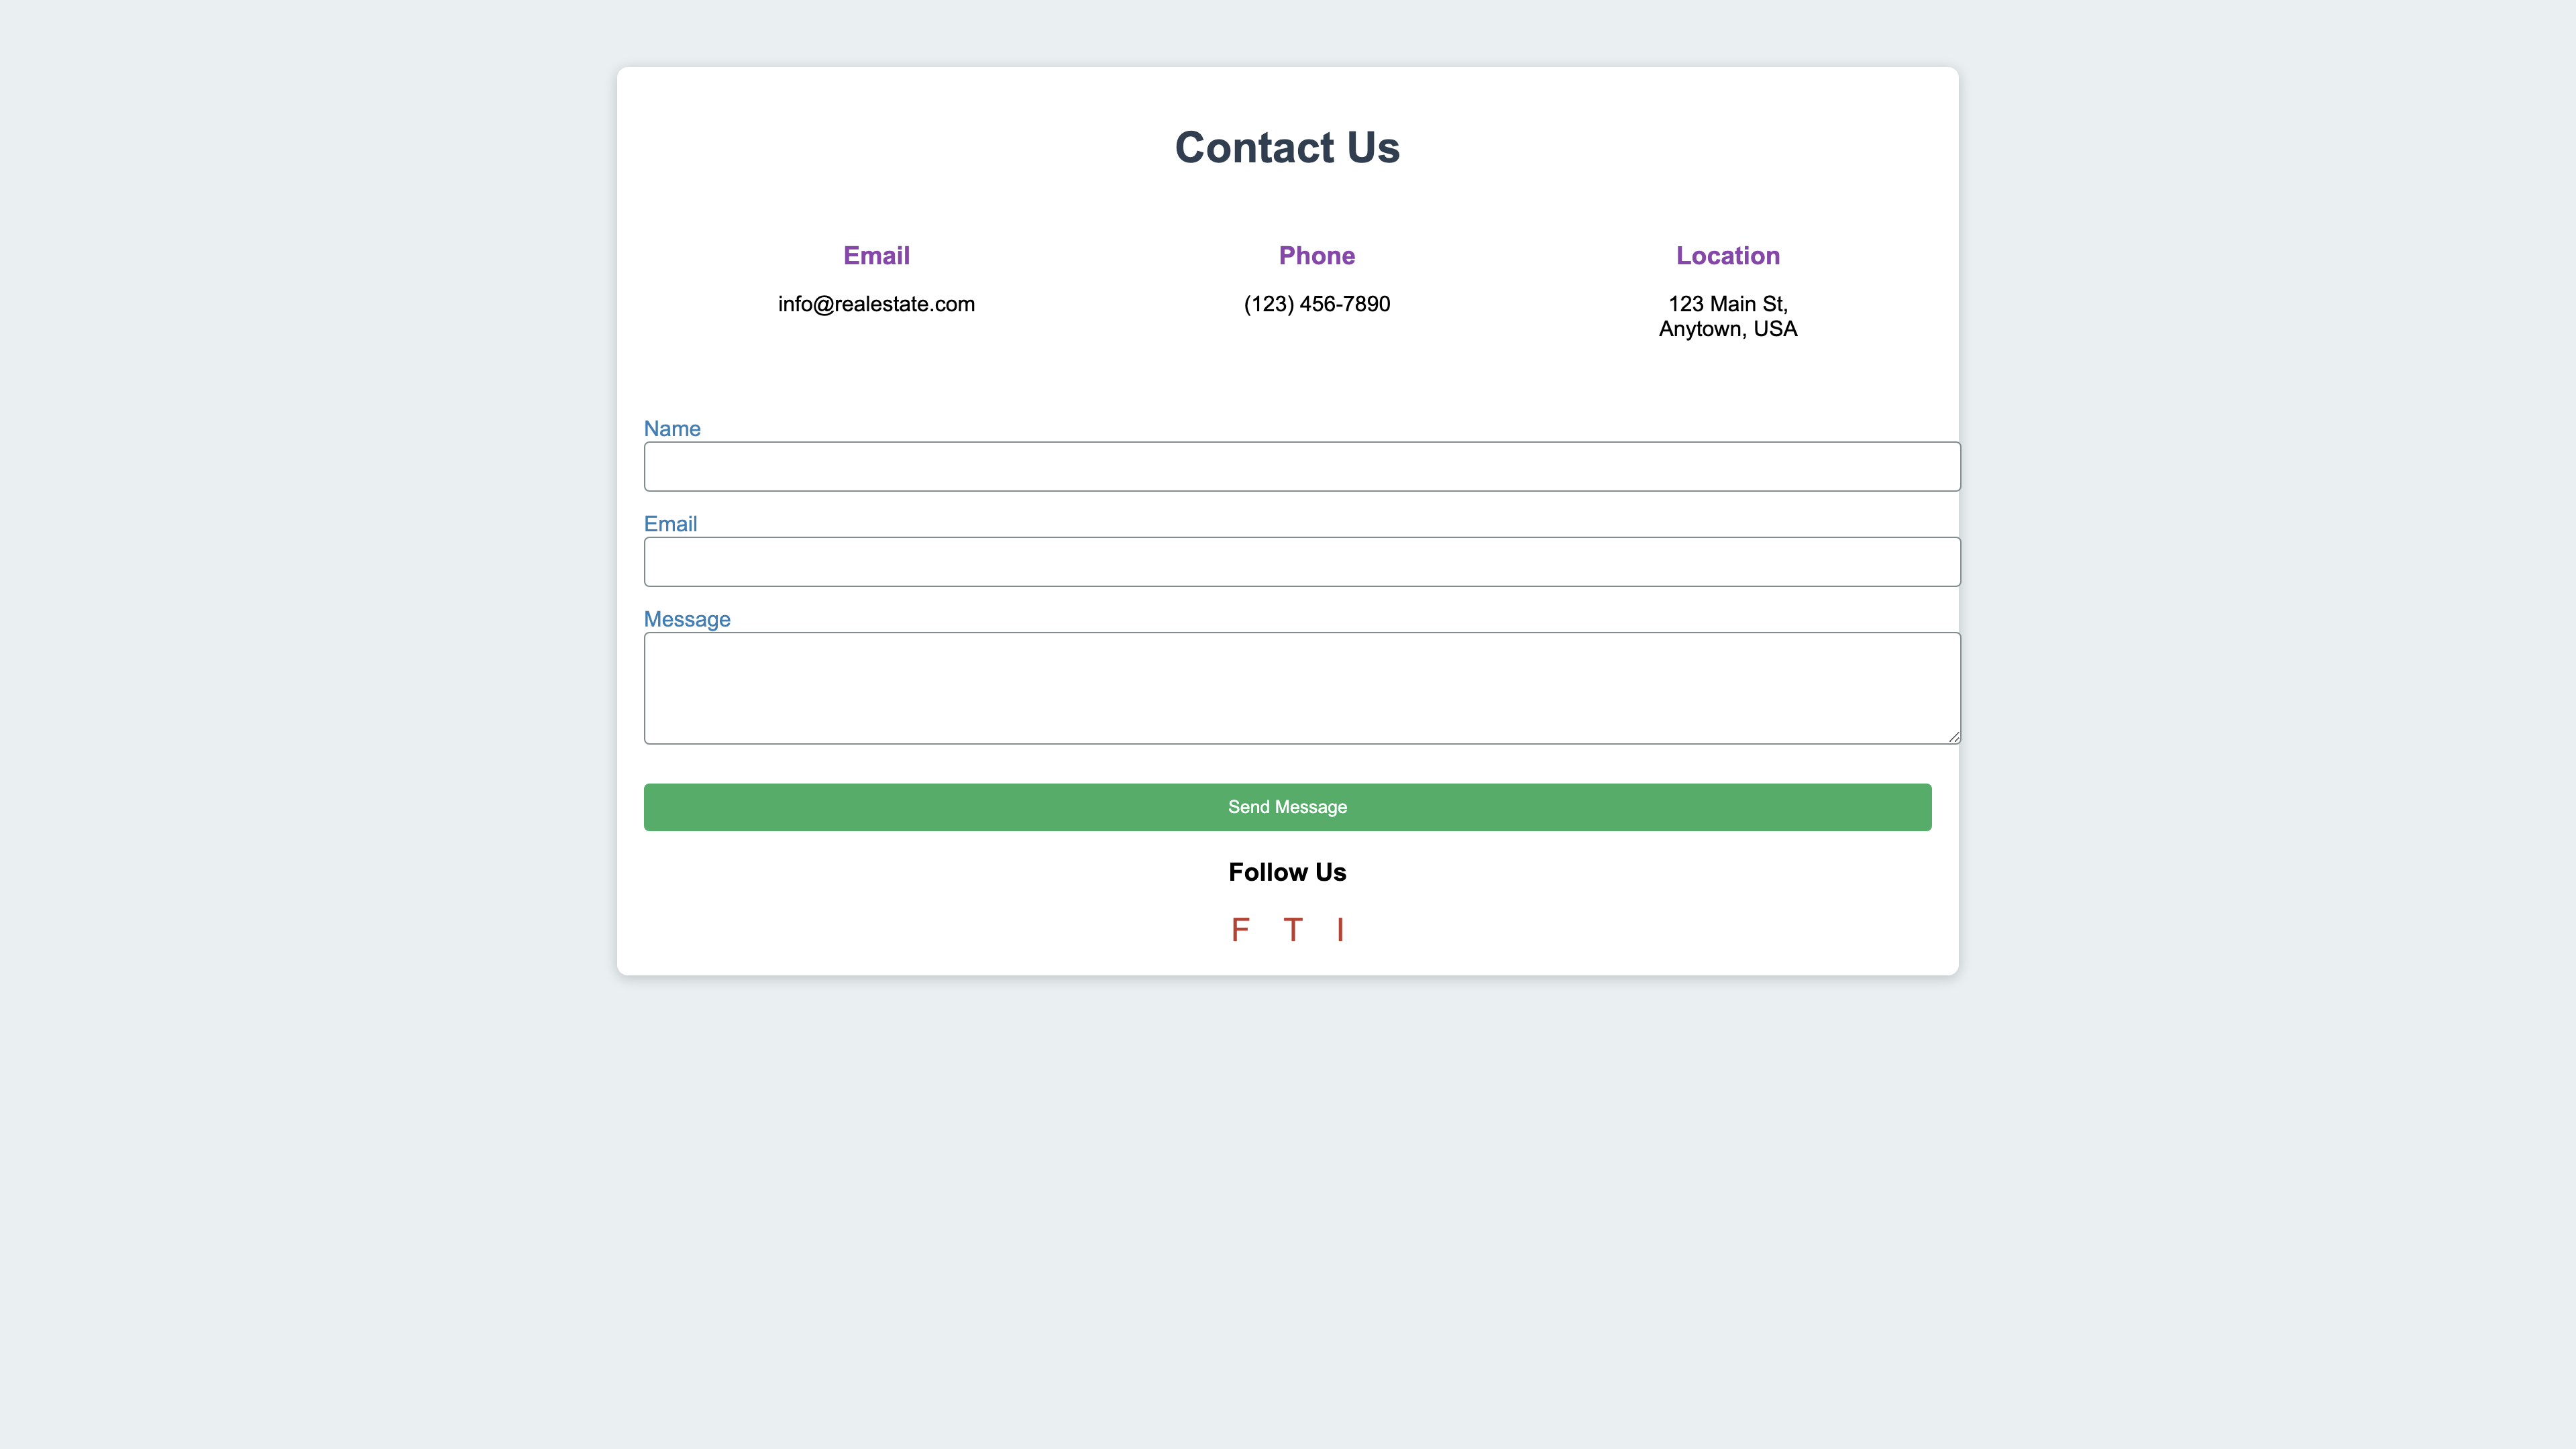 Contact Us
Email
info@realestate.com
Phone
(123) 456-7890
Location
123 Main St,
Anytown, USA
Name
Email
Message
Send Message
Follow Us
F T I